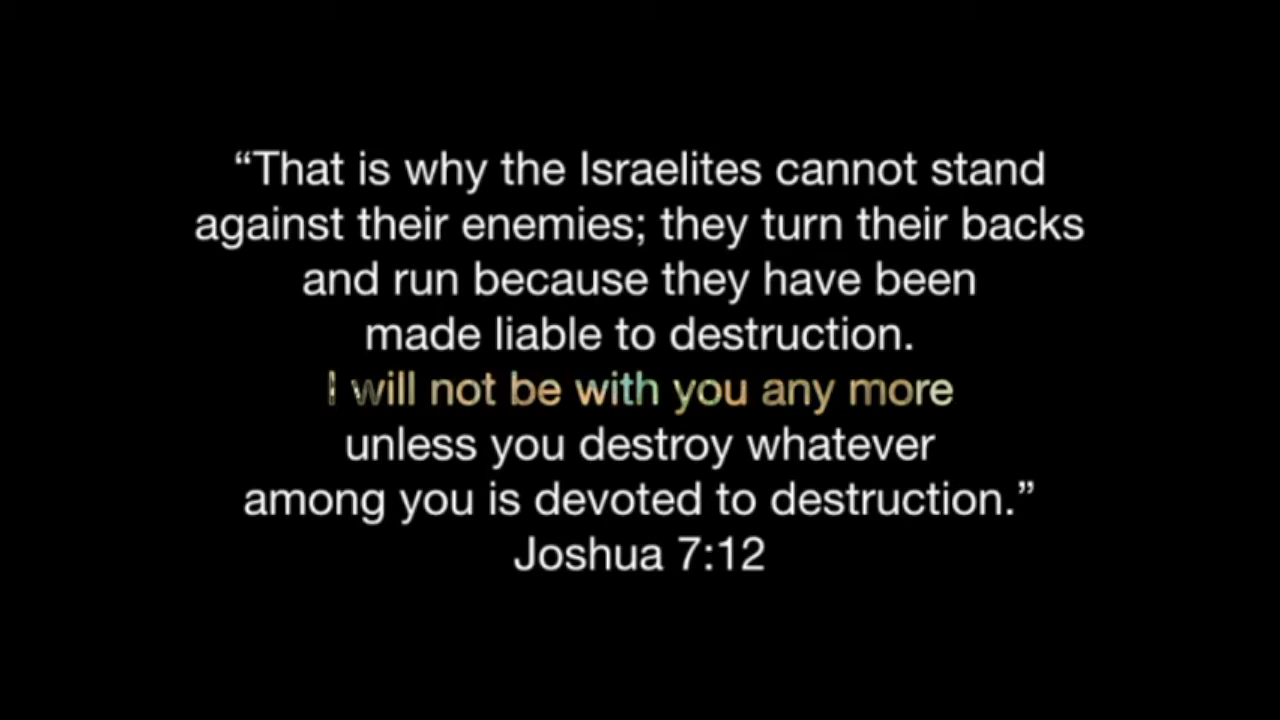 “That is why the Israelites cannot stand
against their enemies; they turn their backs
and run because they have been
made liable to destruction.
I will not be with you any more
unless you destroy whatever
among you is devoted to destruction.”
Joshua 7:12